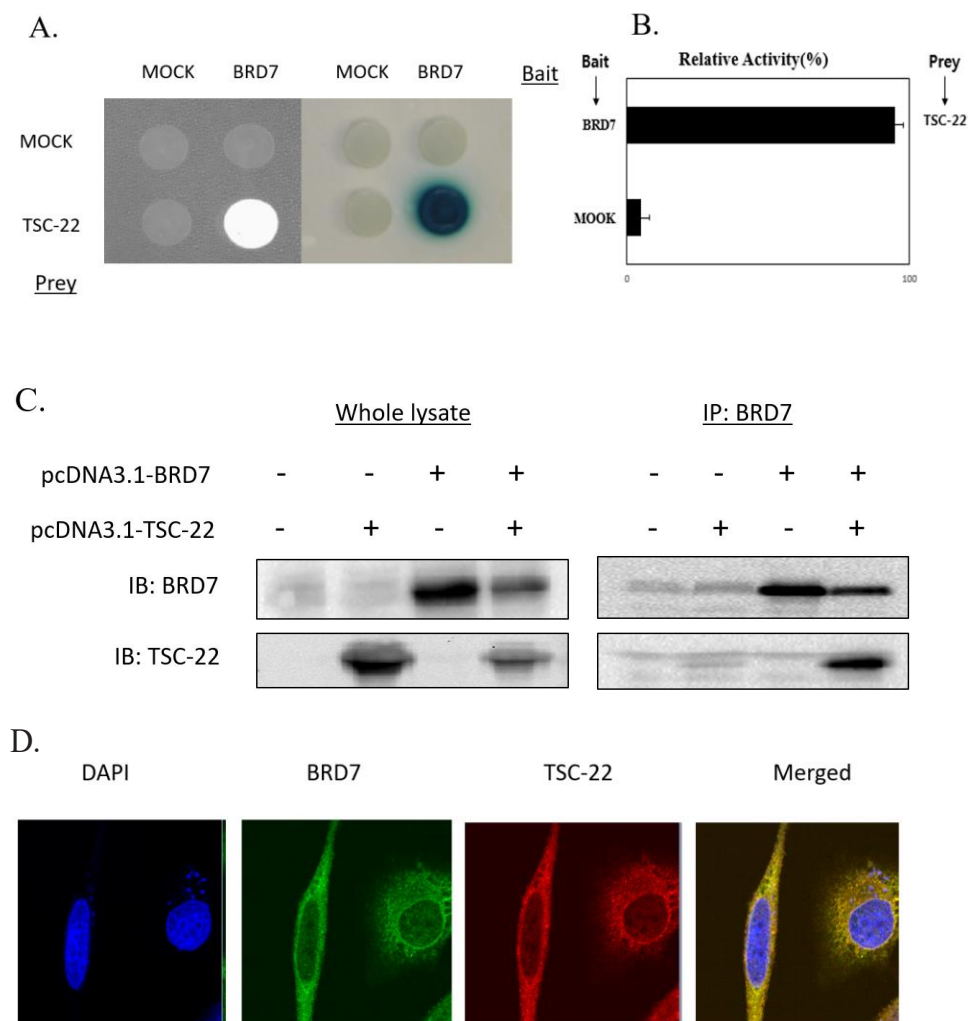 A.
MOCK BRD7 MOCK BRD7 Bait
MOCK
TSC-22
Prey
B.
Bait Relative Activity(%) Prey
BRD7 TSC-22
MOOK
0 100
C.
Whole lysate IP: BRD7
pcDNA3.1-BRD7 - - + + - - + +
pcDNA3.1-TSC-22 - + - + - + - +
IB: BRD7
IB: TSC-22
D.
DAPI BRD7 TSC-22 Merged